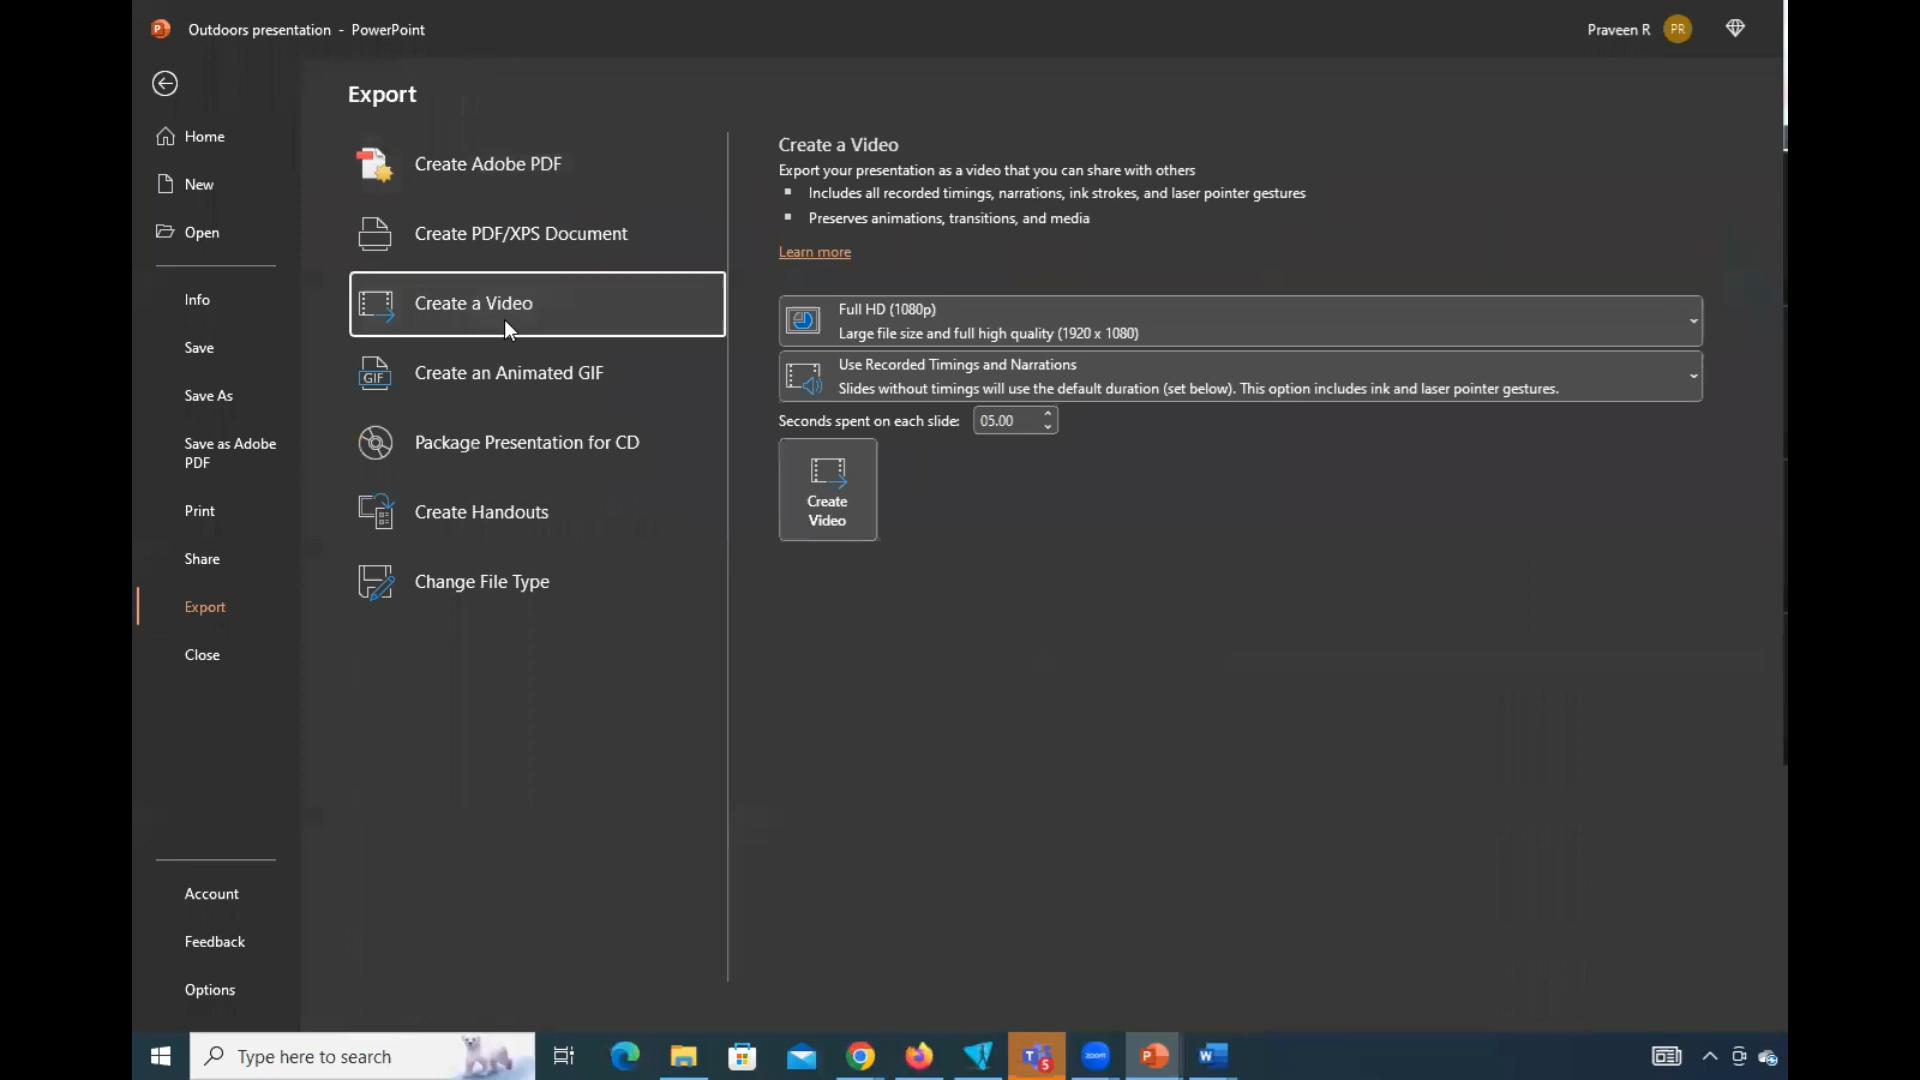 Outdoors presentation - PowerPoint
Praveen R
PR
Export
Home
New
Open
Info
Save
Save As
Save as Adobe
PDF
Print
Share
Export
Close
Account
Feedback
Options
Create Adobe PDF
Create PDF/XPS Document
Create a Video
GIF
Create an Animated GIF
Package Presentation for CD
Create Handouts
Change File Type
Create a Video
Export your presentation as a video that you can share with others
Includes all recorded timings, narrations, ink strokes, and laser pointer gestures
Preserves animations, transitions, and media
Learn more
Full HD (1080p)
Large file size and full high quality (1920 x 1080)
Use Recorded Timings and Narrations
Slides without timings will use the default duration (set below). This option includes ink and laser pointer gestures.
Seconds spent on each slide: 05.00
Create
Video
Type here to search
zoom